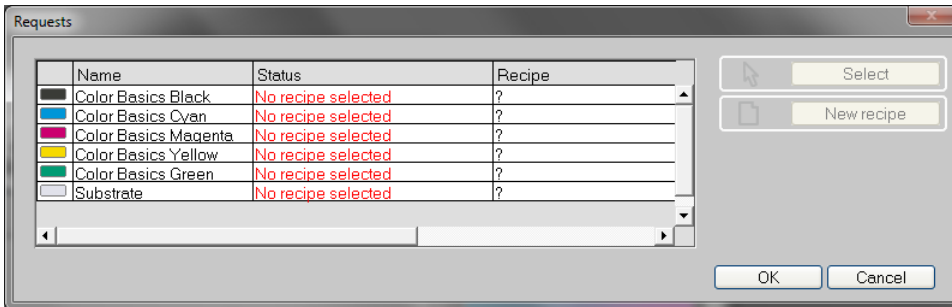 Requests
Name Status Recipe
Color Basics Black No recipe selected ?
Color Basics Cyan No recipe selected ?
Color Basics Magenta No recipe selected ?
Color Basics Yellow No recipe selected ?
Color Basics Green No recipe selected ?
Substrate No recipe selected ?
Select
New recipe
OK Cancel